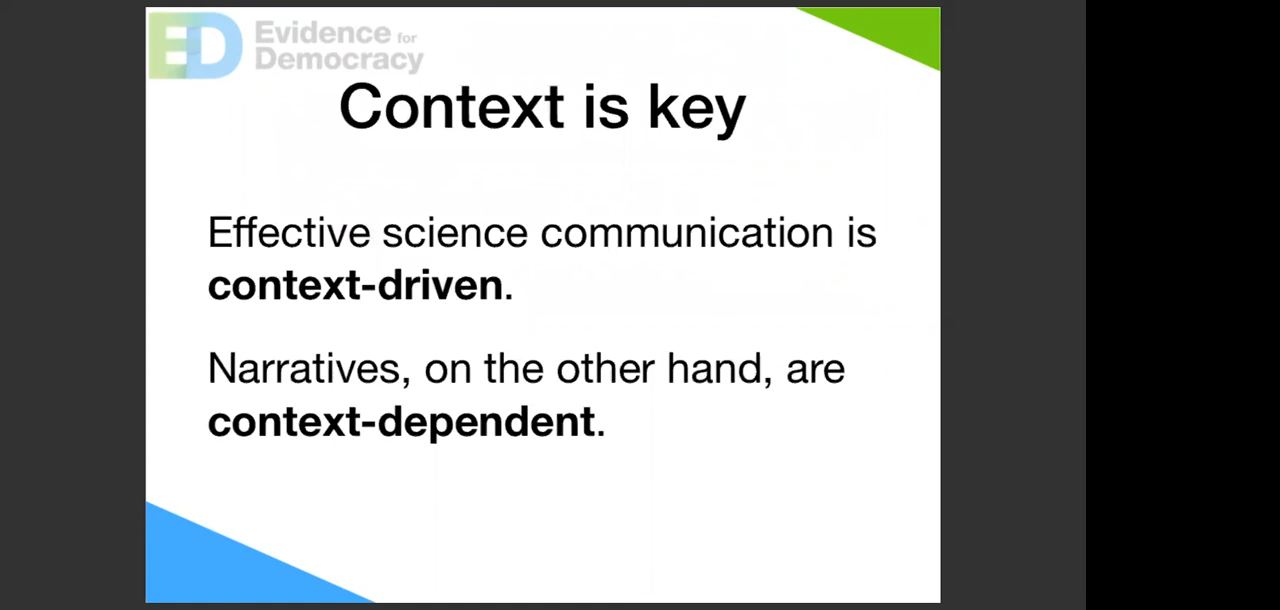 ED
Evidence for
Democracy
Context is key
Effective science communication is
context-driven.
Narratives, on the other hand, are
context-dependent.